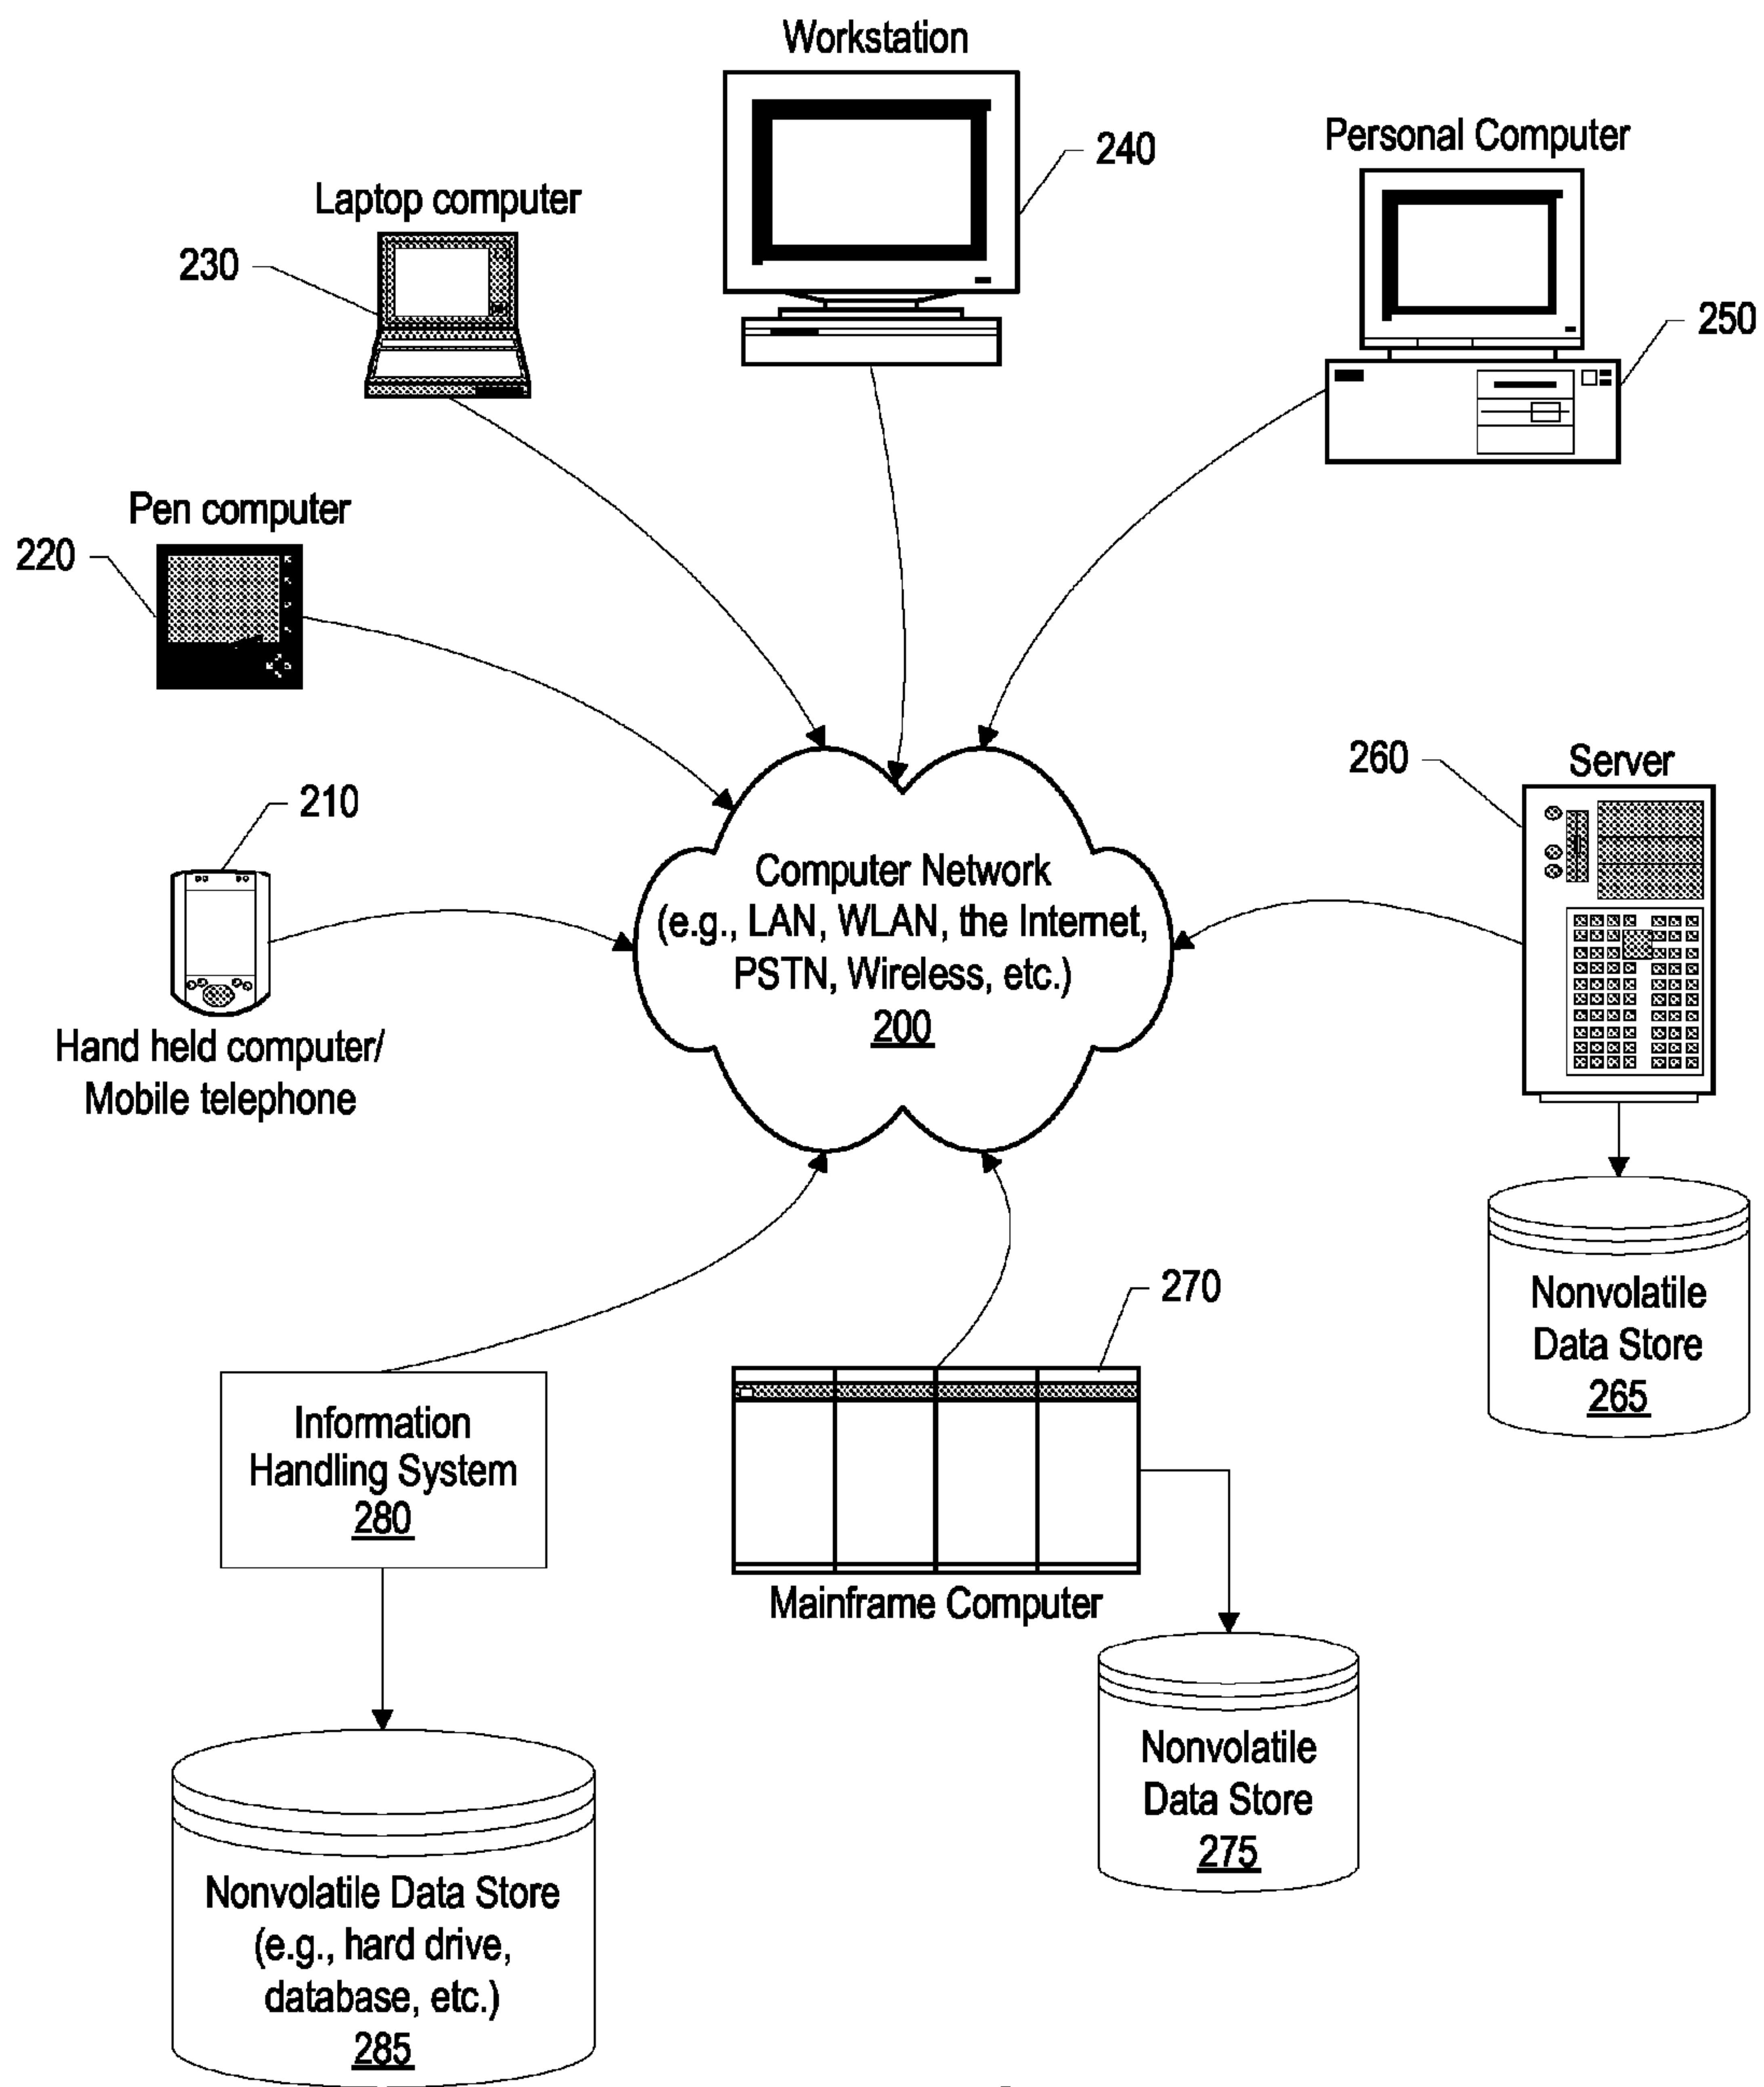 Workstation
240
Personal Computer
250
Laptop computer
230
Pen computer
220
210
Hand held computer/
Mobile telephone
Computer Network
(e.g., LAN, WLAN, the Internet,
PSTN, Wireless, etc.)
200
260
Server
Nonvolatile
Data Store
265
270
Mainframe Computer
Nonvolatile
Data Store
275
Information
Handling System
280
Nonvolatile Data Store
(e.g., hard drive,
database, etc.)
285